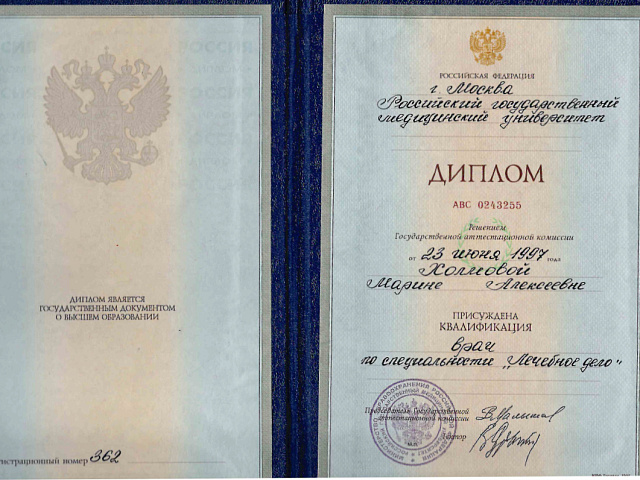 ДИПЛОМ ЯВЛЯЕТСЯ
ГОСУДАРСТВЕННЫМ ДОКУМЕНТОМ
О ВЫСШЕМ ОБРАЗОВАНИИ
номер 362
РОССИЙСКАЯ ФЕДЕРАЦИЯ
г. Москва
Российский государственный
медицинский университет
ДИПЛОМ
АВС 0243255
Решением
Государственной аттестационной комиссии
от 23 июня 1997 года
Холиовой
Марине Алексеевне
ПРИСУЖДЕНА
КВАЛИФИКАЦИЯ
врач
по специальности „Лечебное дело"
Председатель Государственной
аттестационной комиссии
Ректор